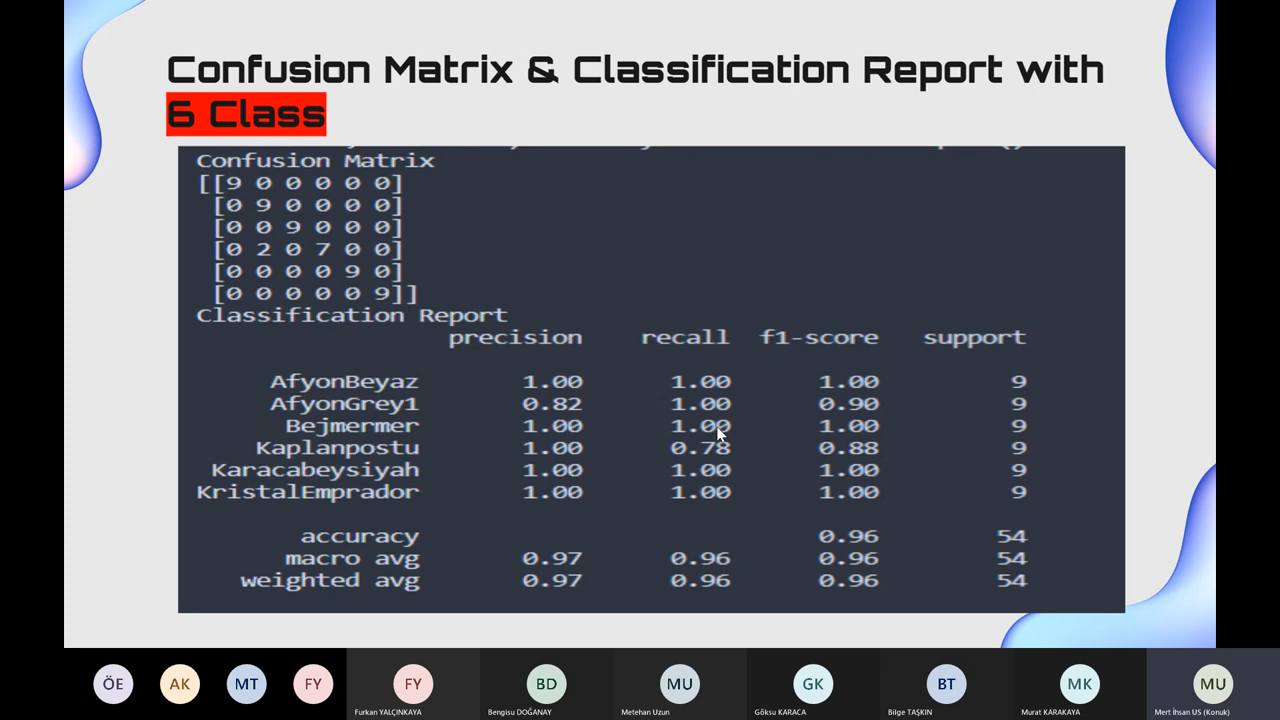 Confusion Matrix & Classification Report with
6 Class
Confusion Matrix
[[9 0 0 0 0 0]
[0 9 0 0 0 0]
[0 0 9 0 0 0]
[0 2 0 7 0 0]
[0 0 0 0 9 0]
[0 0 0 0 0 9]]
Classification Report
precision recall f1-score support
AfyonBeyaz 1.00 1.00 1.00 9
AfyonGrey1 0.82 1.00 0.90 9
Bejmermer 1.00 1.00 1.00 9
Kaplanpostu 1.00 0.78 0.88 9
Karacabeysiyah 1.00 1.00 1.00 9
KristalEmprador 1.00 1.00 1.00 9
accuracy 0.96 54
macro avg 0.97 0.96 0.96 54
weighted avg 0.97 0.96 0.96 54
ÖE AK MT FY FY BD MU GK BT MK MU
Furkan YALÇINKAYA Bengisu DOĞANAY Metehan Uzun Göksu KARACA Bilge TAŞKIN Murat KARAKAYA Mert İhsan US (Konuk)